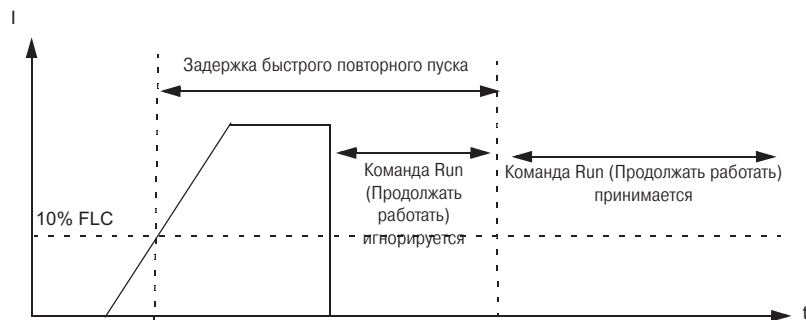 I
Задержка быстрого повторного пуска
Команда Run
(Продолжать
работать)
игнорируется
Команда Run (Продолжать работать)
принимается
10% FLC
t